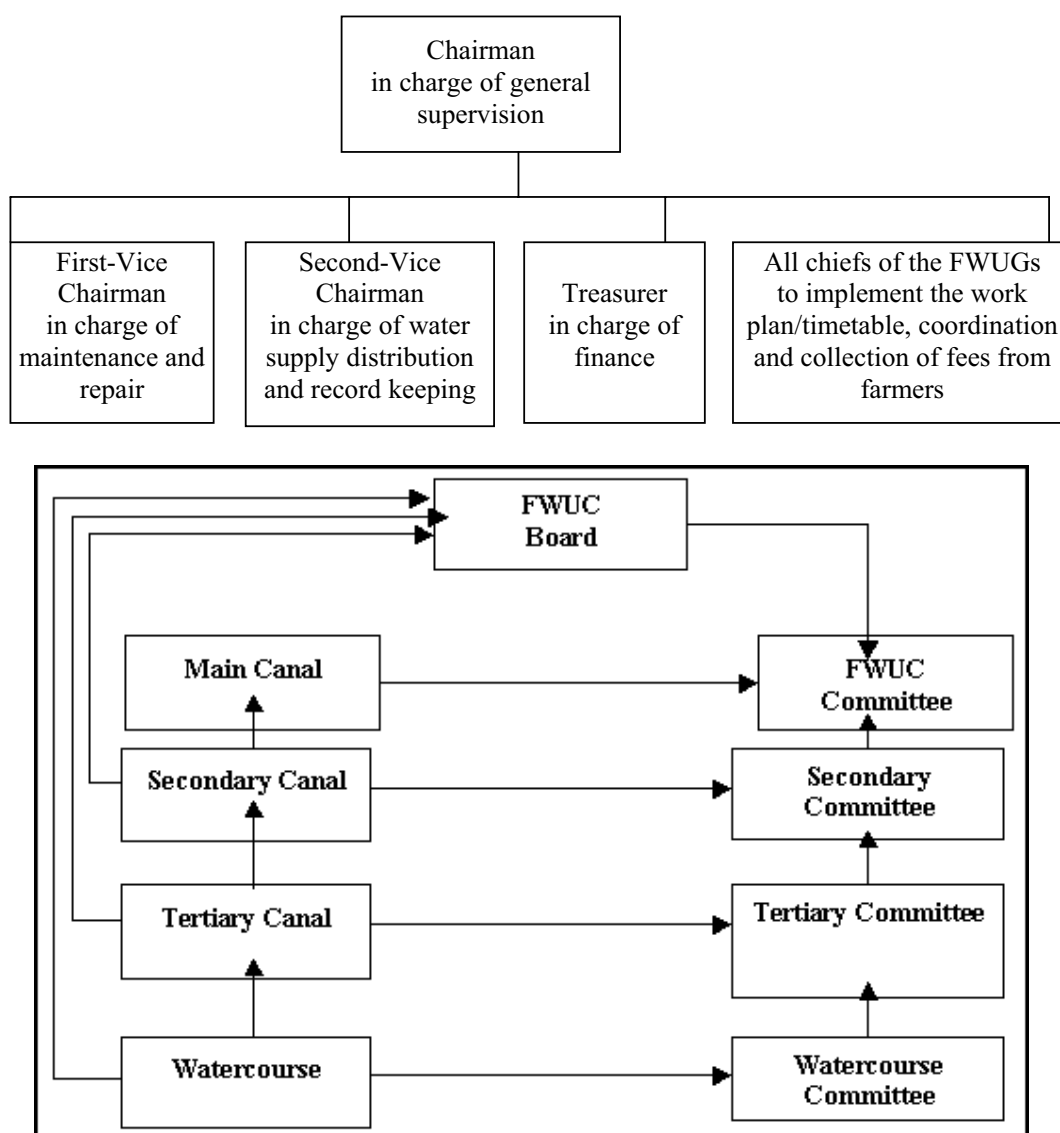 Chairman
in charge of general
supervision
First-Vice
Chairman
in charge of
maintenance and
repair
Second-Vice
Chairman
in charge of water
supply distribution
and record keeping
Treasurer
in charge of
finance
All chiefs of the FWUGs
to implement the work
plan/timetable, coordination
and collection of fees from
farmers
FWUC
Board
Main Canal
FWUC
Committee
Secondary Canal
Secondary
Committee
Tertiary Canal
Tertiary Committee
Watercourse
Watercourse
Committee